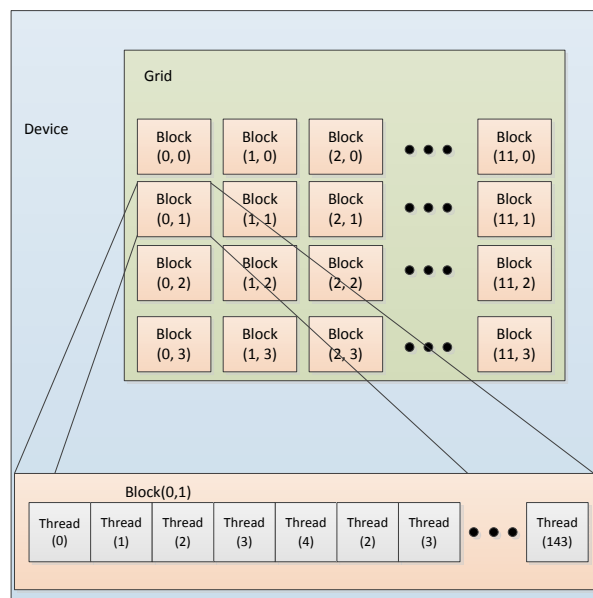 Grid
Device
Block Block Block Block
(0, 0) (1, 0) (2, 0) (11, 0)
Block Block Block Block
(0, 1) (1, 1) (2, 1) (11, 1)
Block Block Block Block
(0, 2) (1, 2) (2, 2) (11, 2)
Block Block Block Block
(0, 3) (1, 3) (2, 3) (11, 3)
Block(0,1)
Thread Thread Thread Thread Thread Thread Thread Thread
(0) (1) (2) (3) (4) (2) (3) (143)